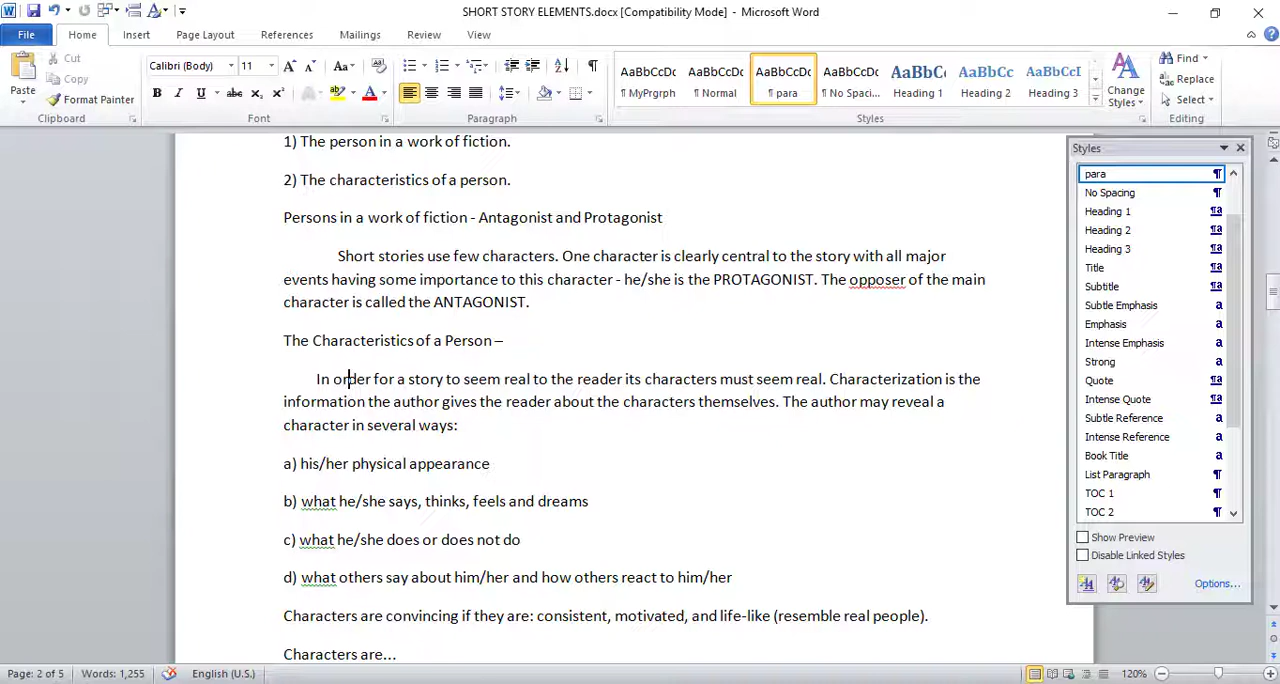 SHORT STORY ELEMENTS.docx [Compatibility Mode] - Microsoft Word
File Home Insert Page Layout References Mailings Review View
Paste
Cut
Copy
Format Painter
Clipboard
Calibri (Body) 11
Font
Paragraph
AaBbCcDc AaBbCcDc AaBbCcDc AaBbCcDc AaBbCc AaBbCc AaBbCcI
¶ MyPrgrph ¶ Normal ¶ para ¶ No Spaci... Heading 1 Heading 2 Heading 3
Change Styles
Styles
Find
Replace
Select
Editing
1) The person in a work of fiction.
2) The characteristics of a person.
Persons in a work of fiction - Antagonist and Protagonist
Short stories use few characters. One character is clearly central to the story with all major
events having some importance to this character - he/she is the PROTAGONIST. The opposer of the main
character is called the ANTAGONIST.
The Characteristics of a Person –
In order for a story to seem real to the reader its characters must seem real. Characterization is the
information the author gives the reader about the characters themselves. The author may reveal a
character in several ways:
a) his/her physical appearance
b) what he/she says, thinks, feels and dreams
c) what he/she does or does not do
d) what others say about him/her and how others react to him/her
Characters are convincing if they are: consistent, motivated, and life-like (resemble real people).
Characters are...
Styles
para
No Spacing
Heading 1
Heading 2
Heading 3
Title
Subtitle
Subtle Emphasis
Emphasis
Intense Emphasis
Strong
Quote
Intense Quote
Subtle Reference
Intense Reference
Book Title
List Paragraph
TOC 1
TOC 2
Show Preview
Disable Linked Styles
Options...
Page: 2 of 5 Words: 1,255 English (U.S.) 120%